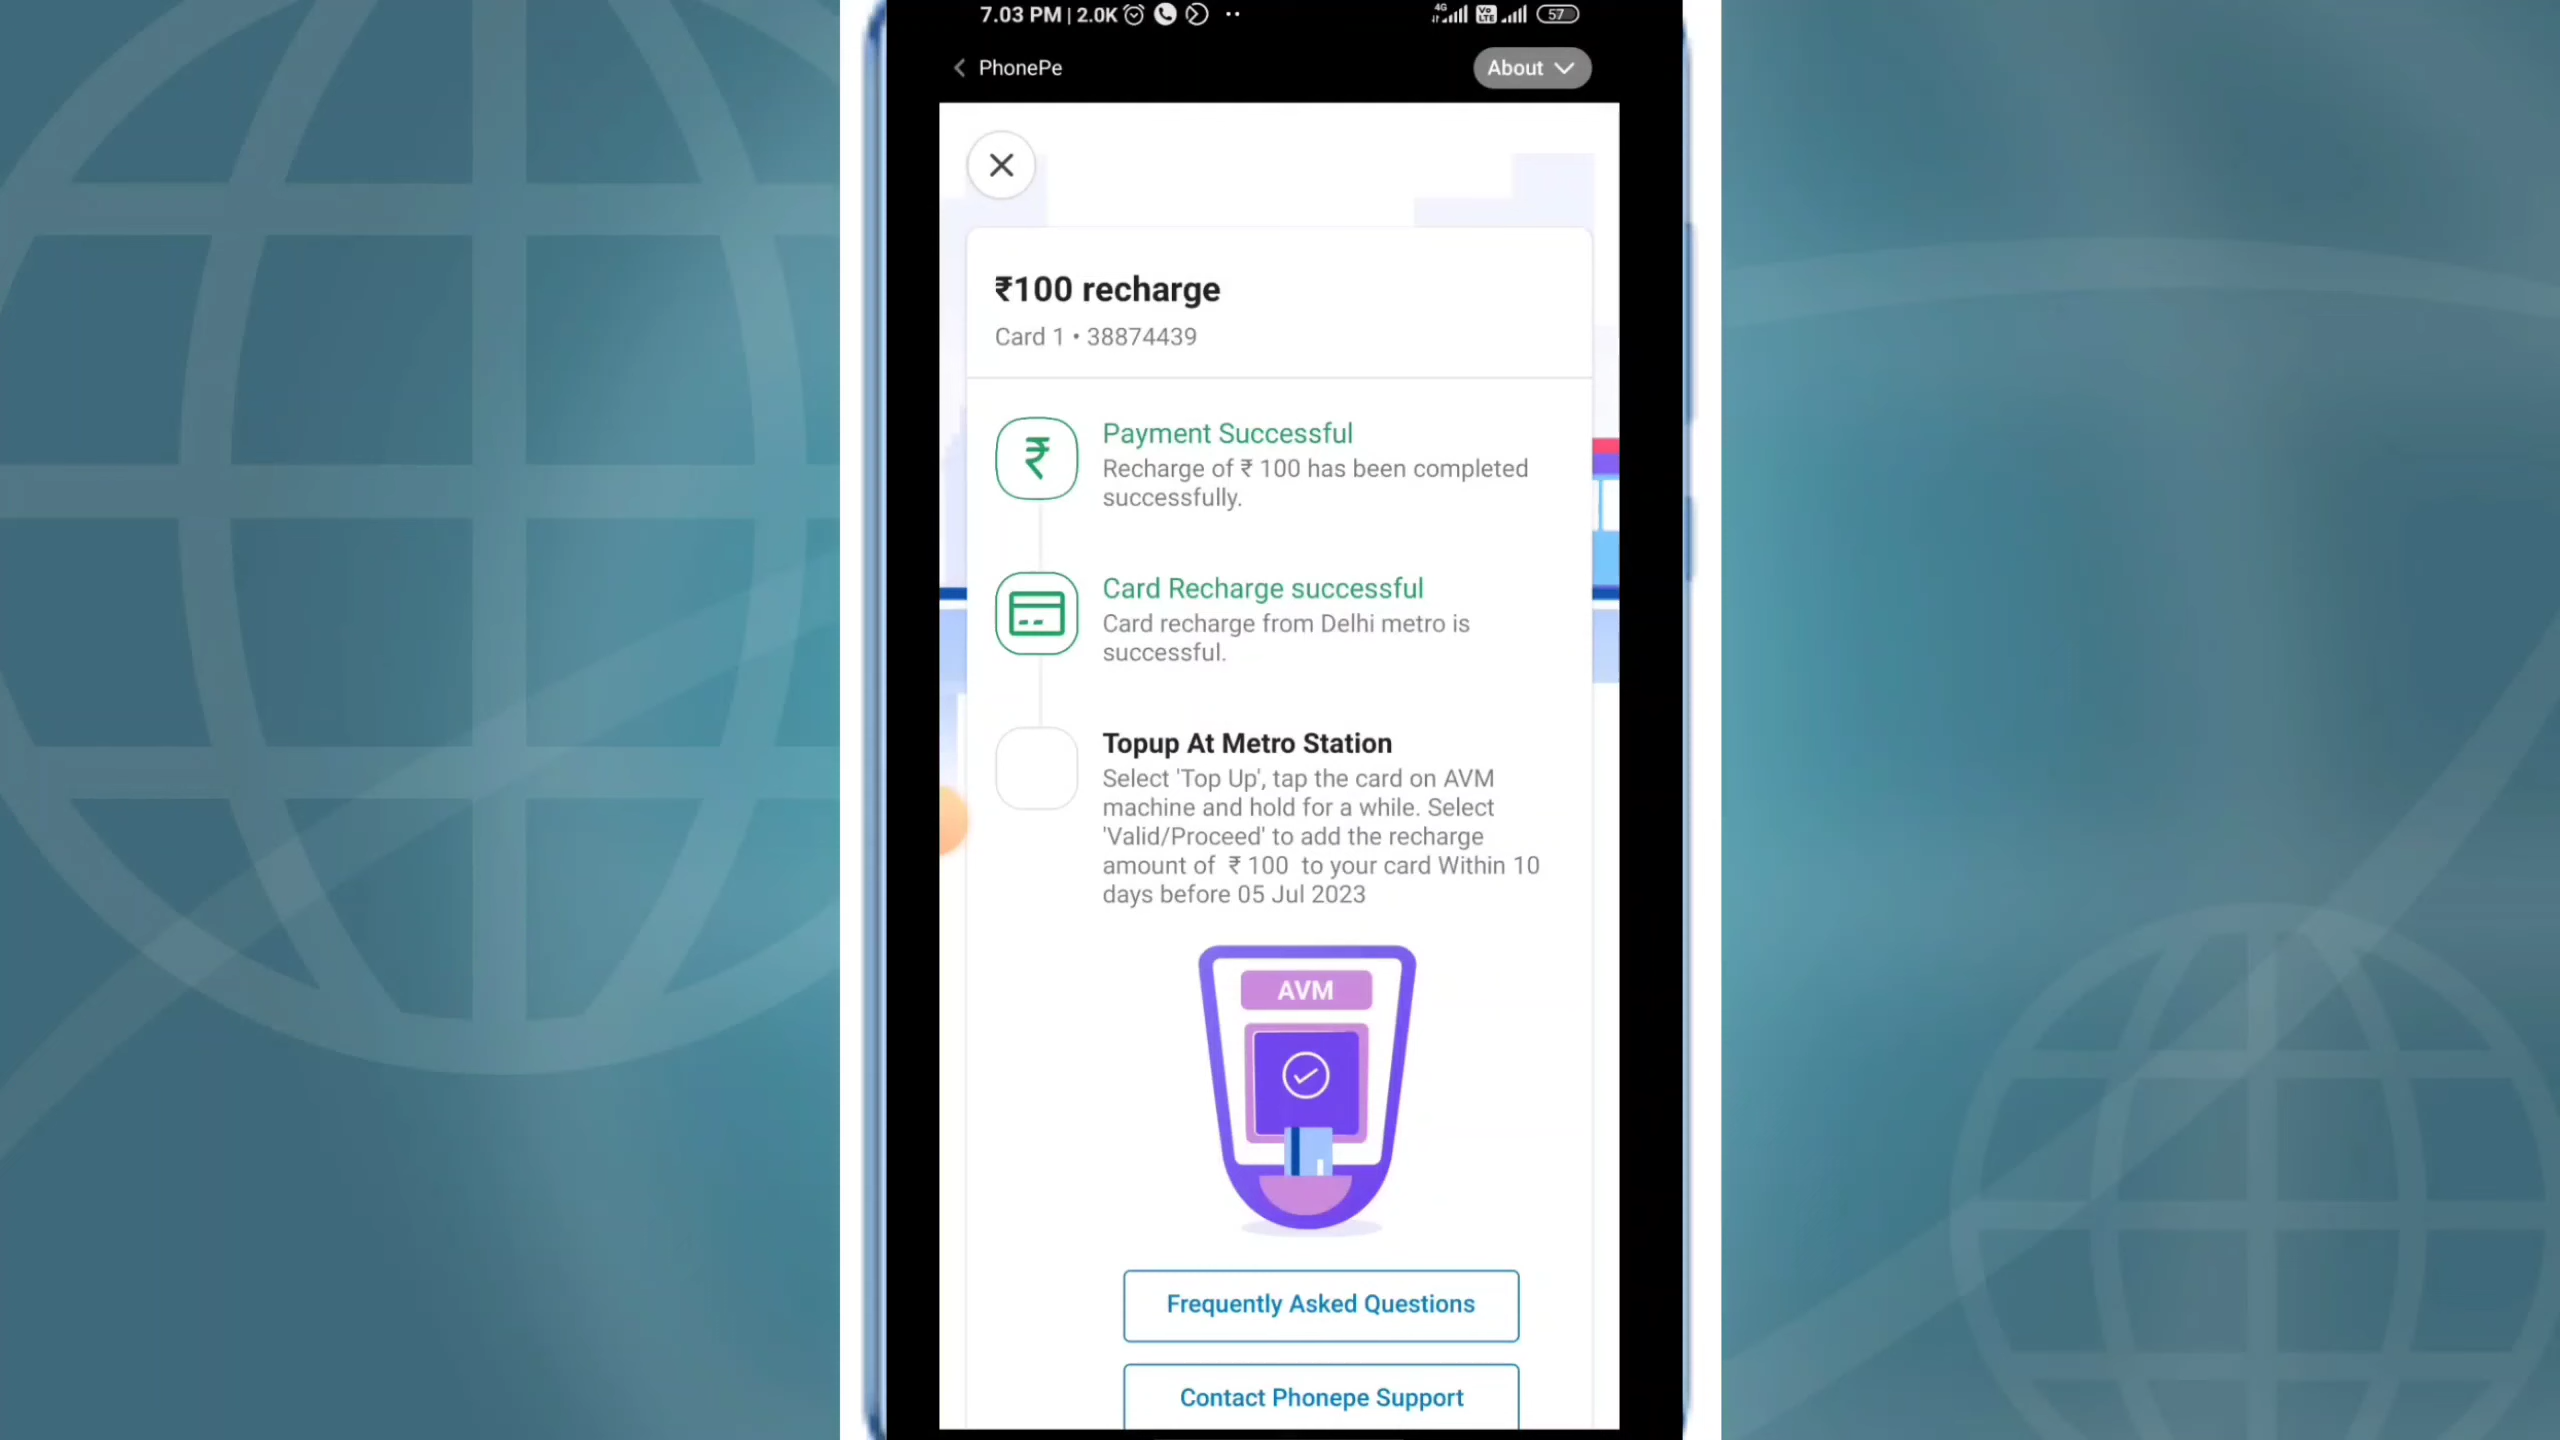 7.03 PM | 2.0K
4G Vo LTE 57
PhonePe
About
₹100 recharge
Card 1 • 38874439
₹
Payment Successful
Recharge of ₹ 100 has been completed
successfully.
Card Recharge successful
Card recharge from Delhi metro is
successful.
Topup At Metro Station
Select 'Top Up', tap the card on AVM
machine and hold for a while. Select
'Valid/Proceed' to add the recharge
amount of ₹ 100 to your card Within 10
days before 05 Jul 2023
AVM
Frequently Asked Questions
Contact Phonepe Support